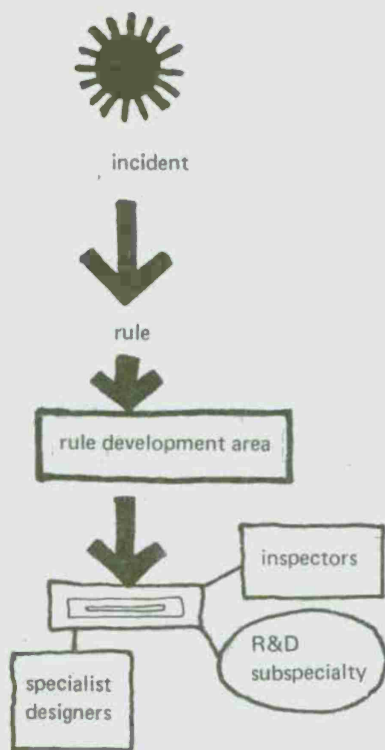 incident
rule
rule development area
inspectors
R&D
subspecialty
specialist
designers